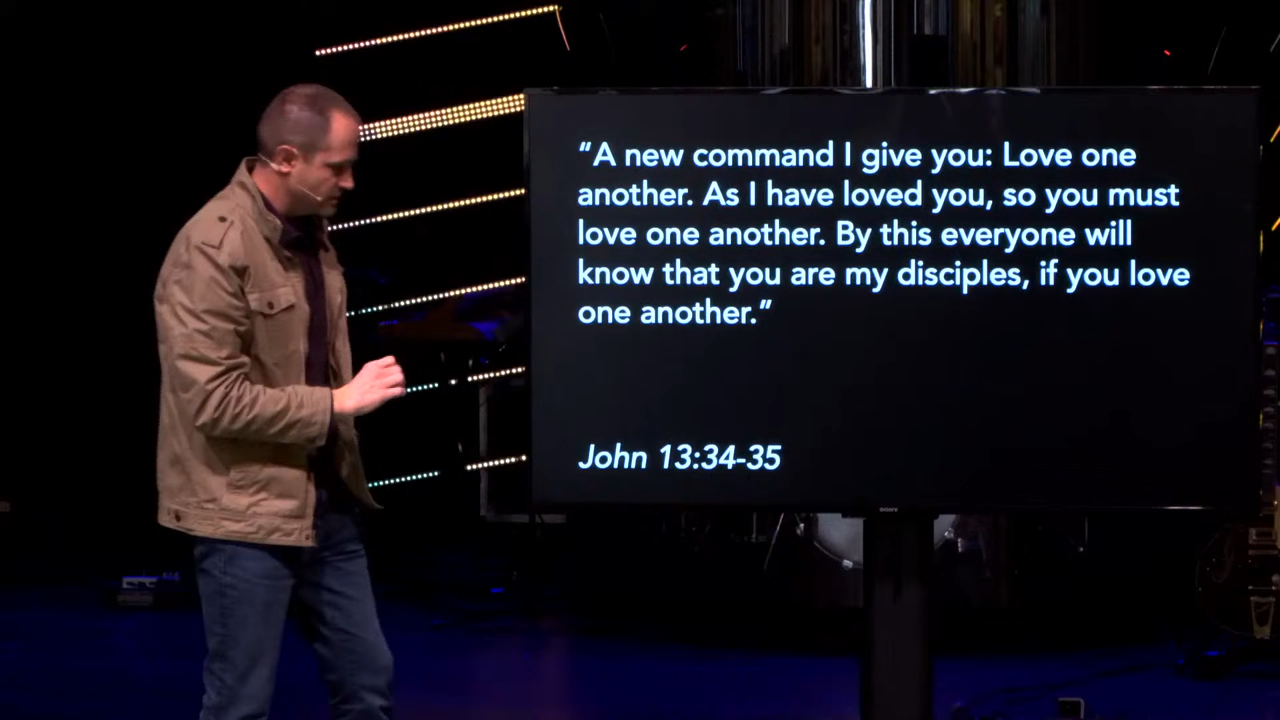 “A new command I give you: Love one
another. As I have loved you, so you must
love one another. By this everyone will
know that you are my disciples, if you love
one another.”
John 13:34-35
SONY